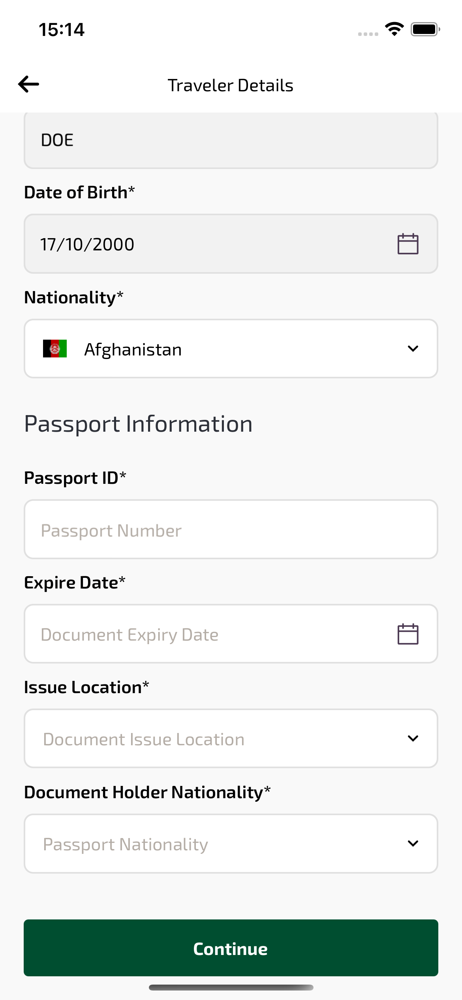 15:14
Traveler Details
DOE
Date of Birth*
17/10/2000
Nationality*
Afghanistan
Passport Information
Passport ID*
Passport Number
Expire Date*
Document Expiry Date
Issue Location*
Document Issue Location
Document Holder Nationality*
Passport Nationality
Continue